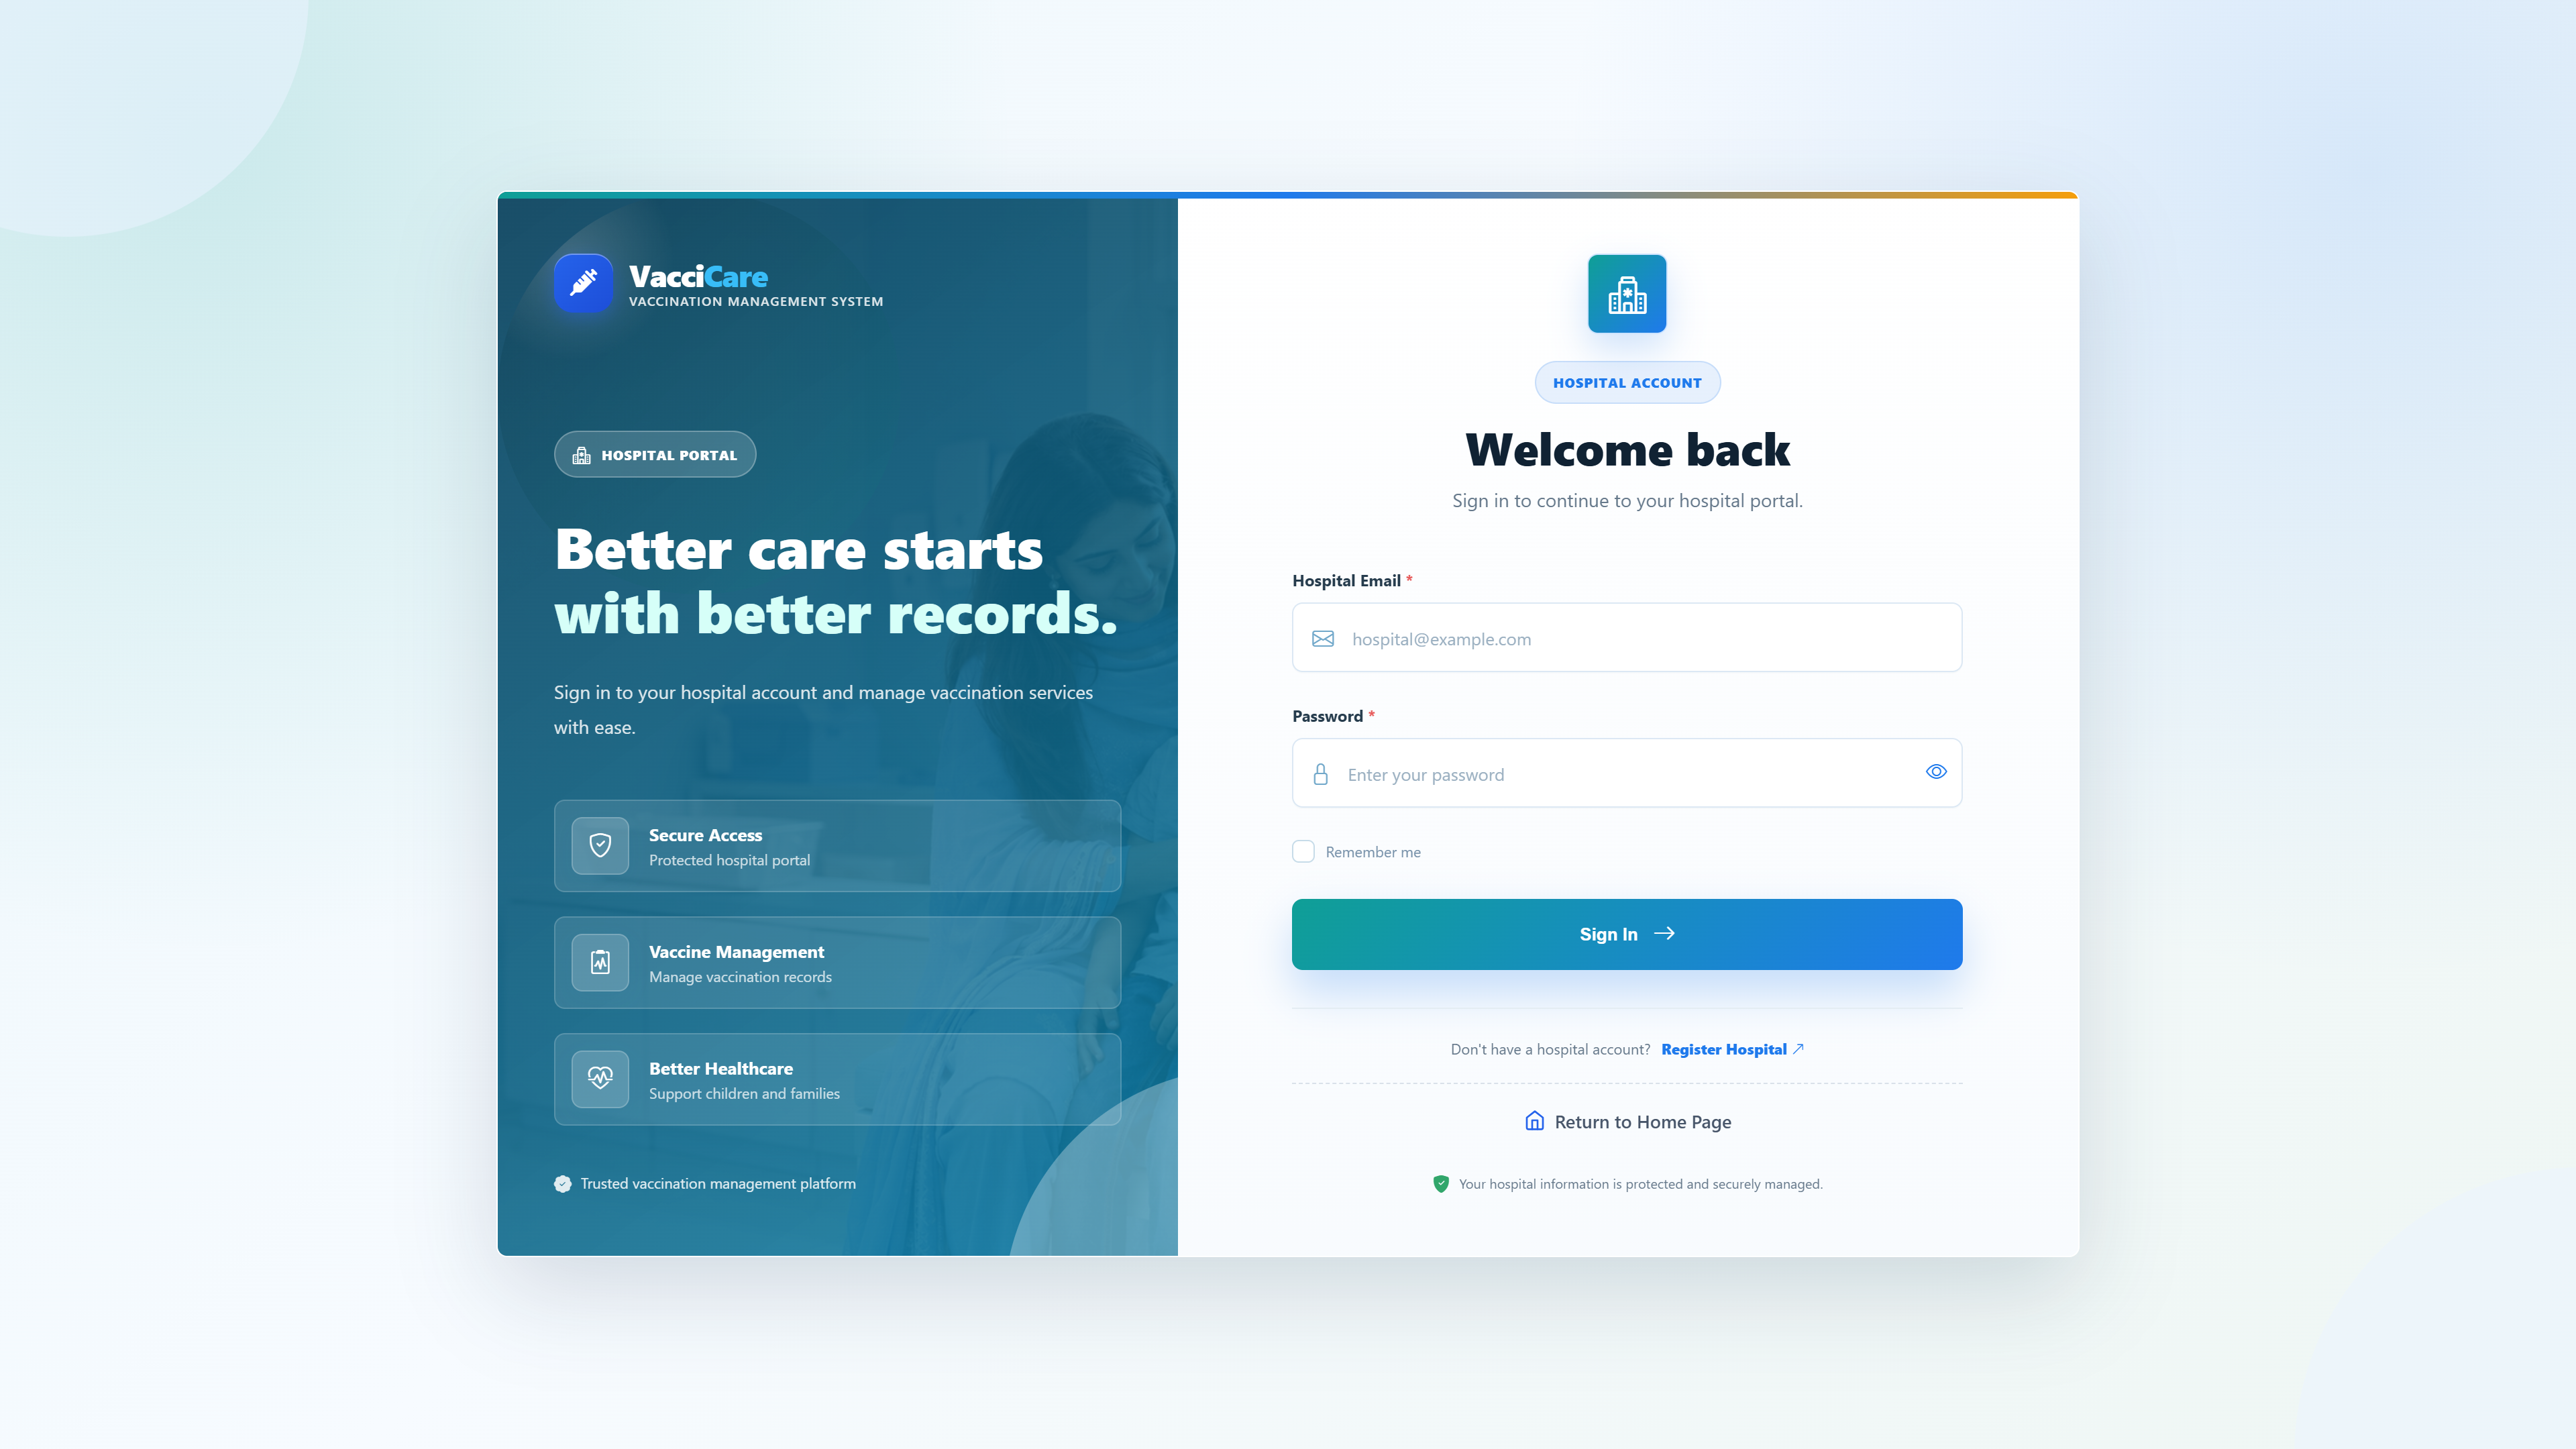 VacciCare
VACCINATION MANAGEMENT SYSTEM
HOSPITAL PORTAL
Better care starts
with better records.
Sign in to your hospital account and manage vaccination services
with ease.
Secure Access
Protected hospital portal
Vaccine Management
Manage vaccination records
Better Healthcare
Support children and families
Trusted vaccination management platform
HOSPITAL ACCOUNT
Welcome back
Sign in to continue to your hospital portal.
Hospital Email *
hospital@example.com
Password *
Enter your password
Remember me
Sign In
Don't have a hospital account? Register Hospital
Return to Home Page
Your hospital information is protected and securely managed.